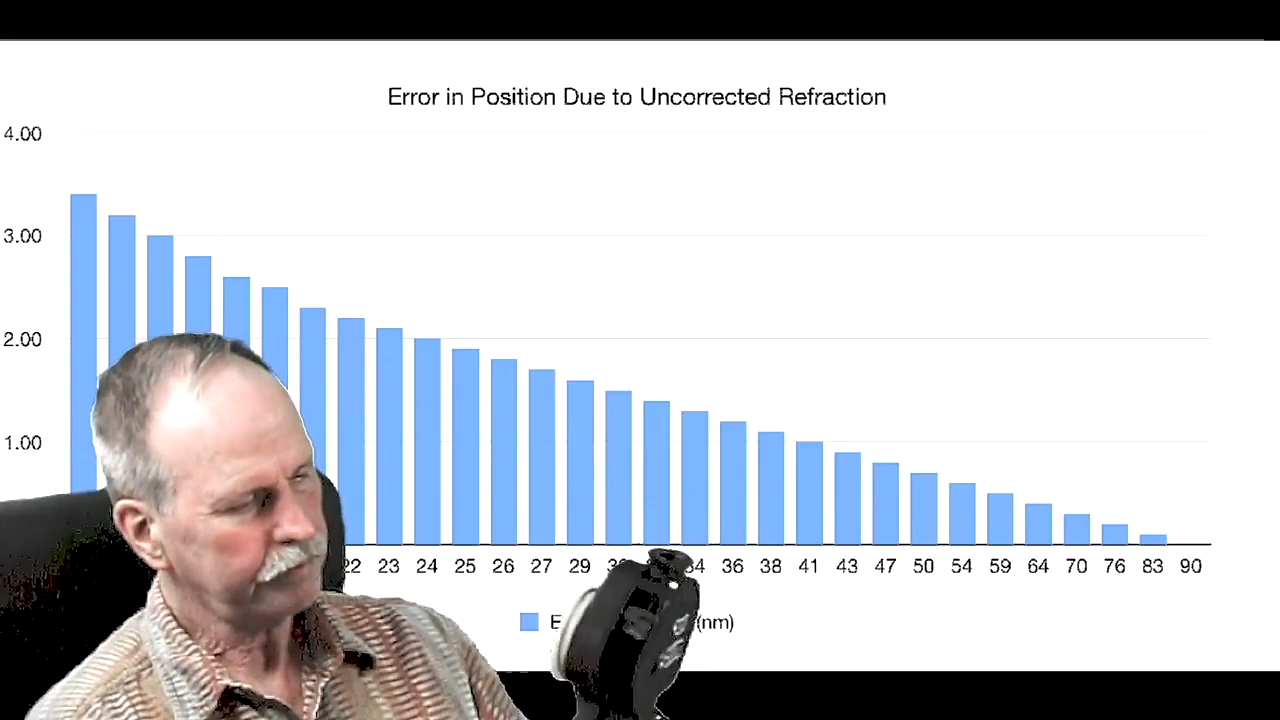 Error in Position Due to Uncorrected Refraction
4.00
3.00
2.00
1.00
22 23 24 25 26 27 29 36 38 41 43 47 50 54 59 64 70 76 83 90
(nm)